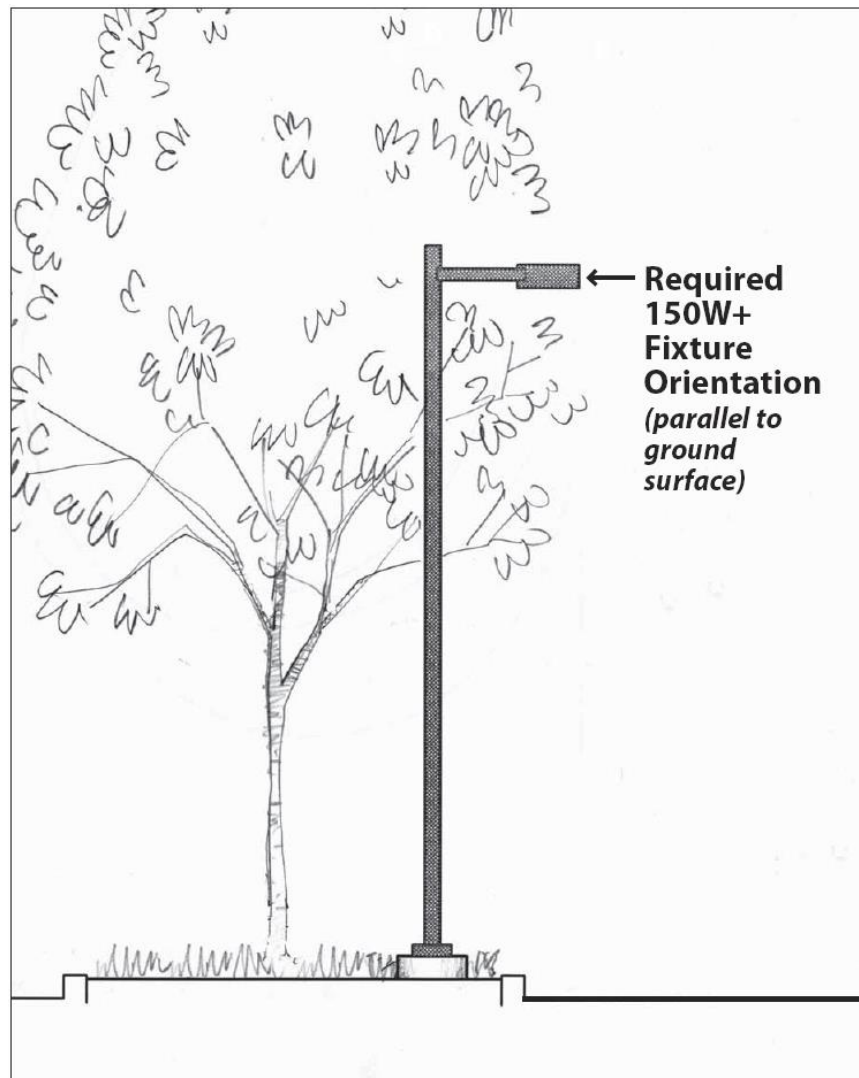 Required
150W+
Fixture
Orientation
(parallel to
ground
surface)